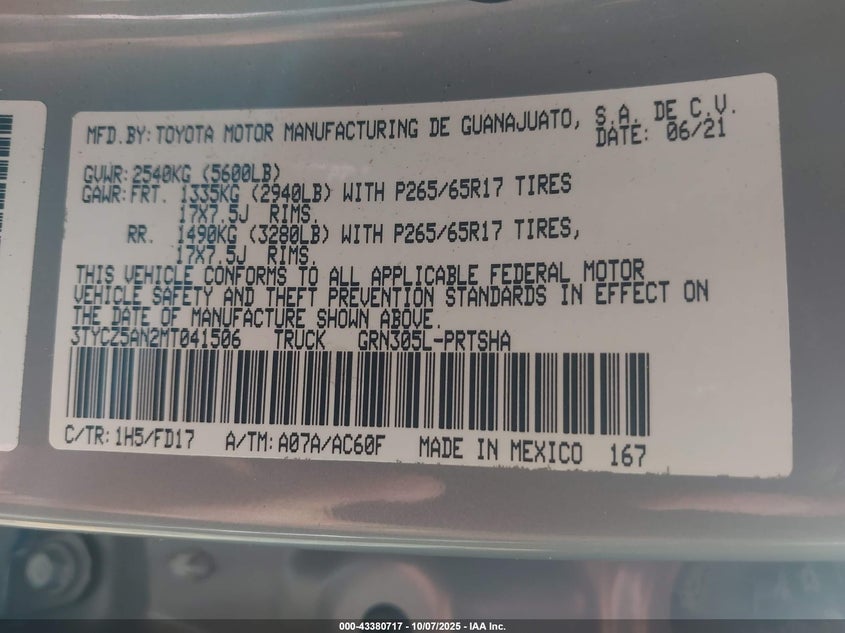 MFD.BY: TOYOTA MOTOR MANUFACTURING DE GUANAJUATO, S.A. DE C.V.
DATE: 06/21
GVWR: 2540KG (5600LB)
GAWR: FRT. 1335KG (2940LB) WITH P265/65R17 TIRES
17X7.5J RIMS,
RR. 1490KG (3280LB) WITH P265/65R17 TIRES,
17X7.5J RIMS,
THIS VEHICLE CONFORMS TO ALL APPLICABLE FEDERAL MOTOR
VEHICLE SAFETY AND THEFT PREVENTION STANDARDS IN EFFECT ON
THE DATE OF MANUFACTURE SHOWN ABOVE.
3TYCZ5AN2MT041506 TRUCK GRN305L-PRTSHA
C/TR: 1H5/FD17 A/TM: A07A/AC60F MADE IN MEXICO 167
000-43380717 - 10/07/2025 - IAA Inc.